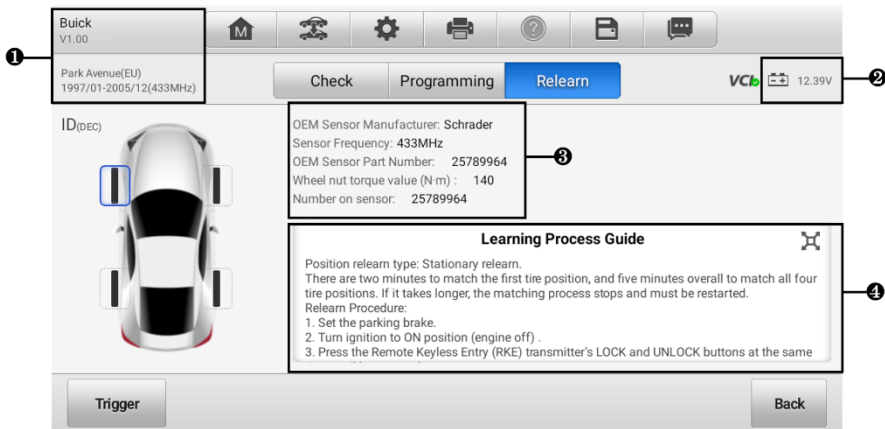 Buick
V1.00
M
?
❶
Park Avenue(EU)
1997/01-2005/12(433MHz)
Check
Programming
Relearn
VCI
12.39V
❷
ID(DEC)
OEM Sensor Manufacturer: Schrader
Sensor Frequency: 433MHz
OEM Sensor Part Number: 25789964
Wheel nut torque value (N·m) : 140
Number on sensor: 25789964
❸
Learning Process Guide
Position relearn type: Stationary relearn.
There are two minutes to match the first tire position, and five minutes overall to match all four
tire positions. If it takes longer, the matching process stops and must be restarted.
Relearn Procedure:
1. Set the parking brake.
2. Turn ignition to ON position (engine off) .
3. Press the Remote Keyless Entry (RKE) transmitter's LOCK and UNLOCK buttons at the same
❹
Trigger
Back